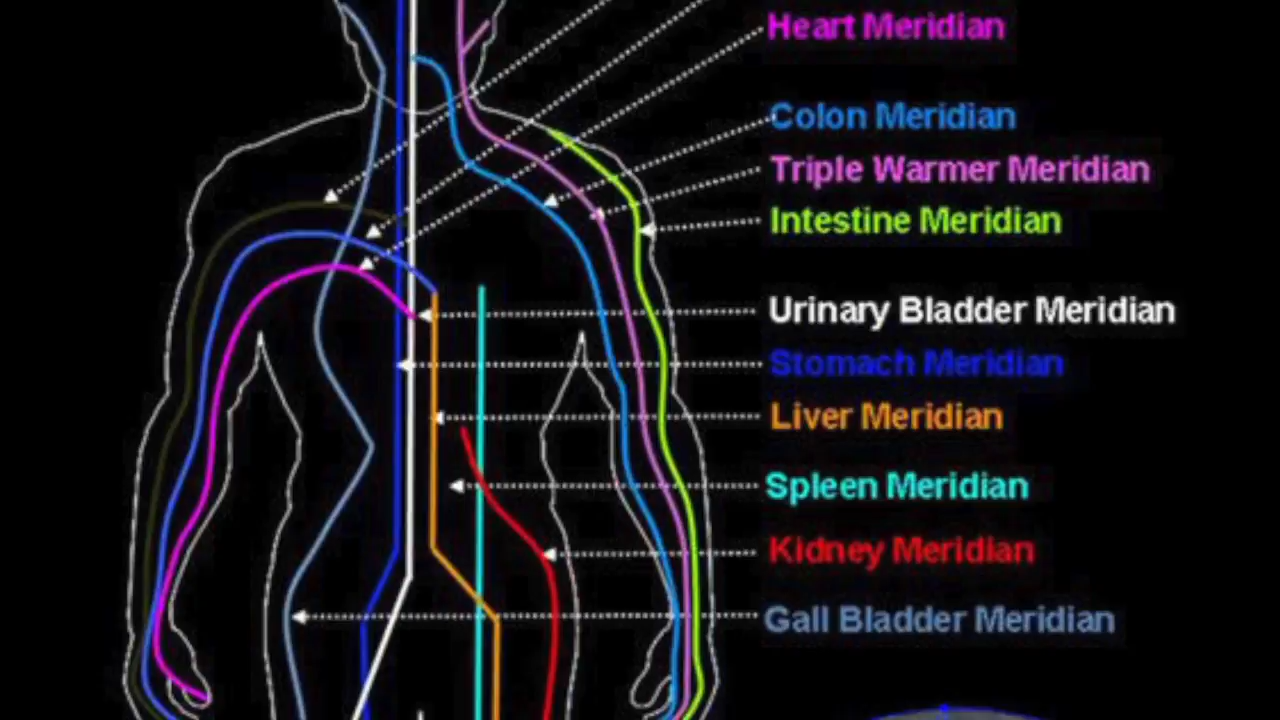 Heart Meridian
Colon Meridian
Triple Warmer Meridian
Intestine Meridian
Urinary Bladder Meridian
Stomach Meridian
Liver Meridian
Spleen Meridian
Kidney Meridian
Gall Bladder Meridian